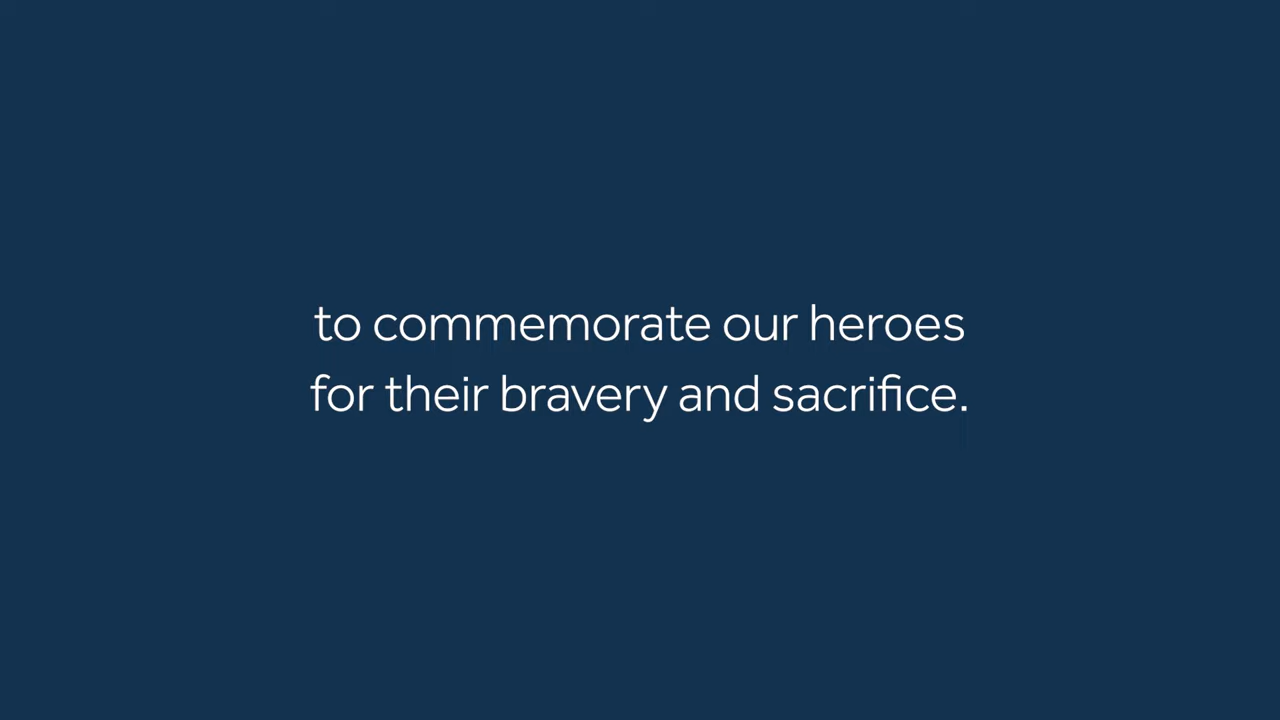 to commemorate our heroes
for their bravery and sacrifice.